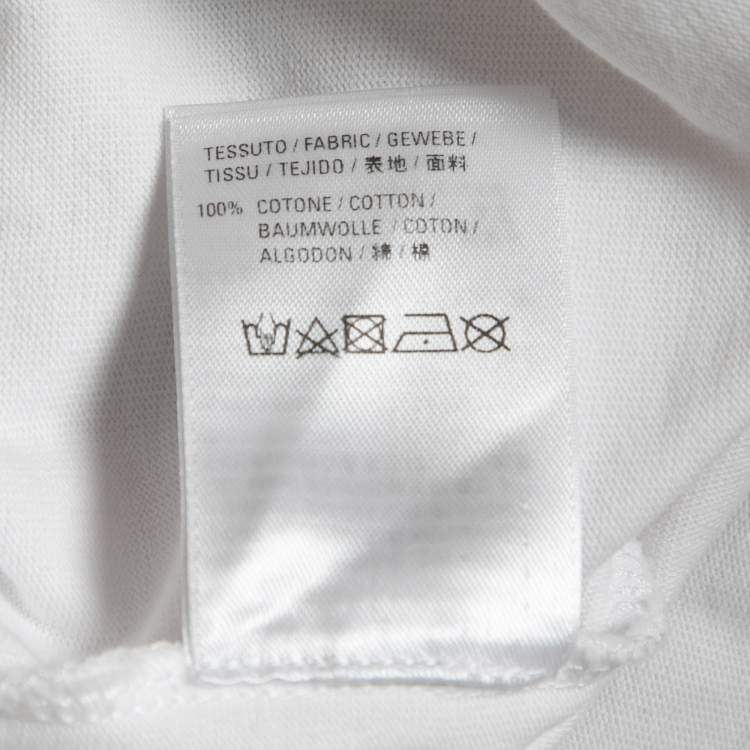 TESSUTO / FABRIC / GEWEBE /
TISSU / TEJIDO / 表地 / 面料
100% COTONE / COTTON /
BAUMWOLLE / COTON /
ALGODON / 綿 / 棉